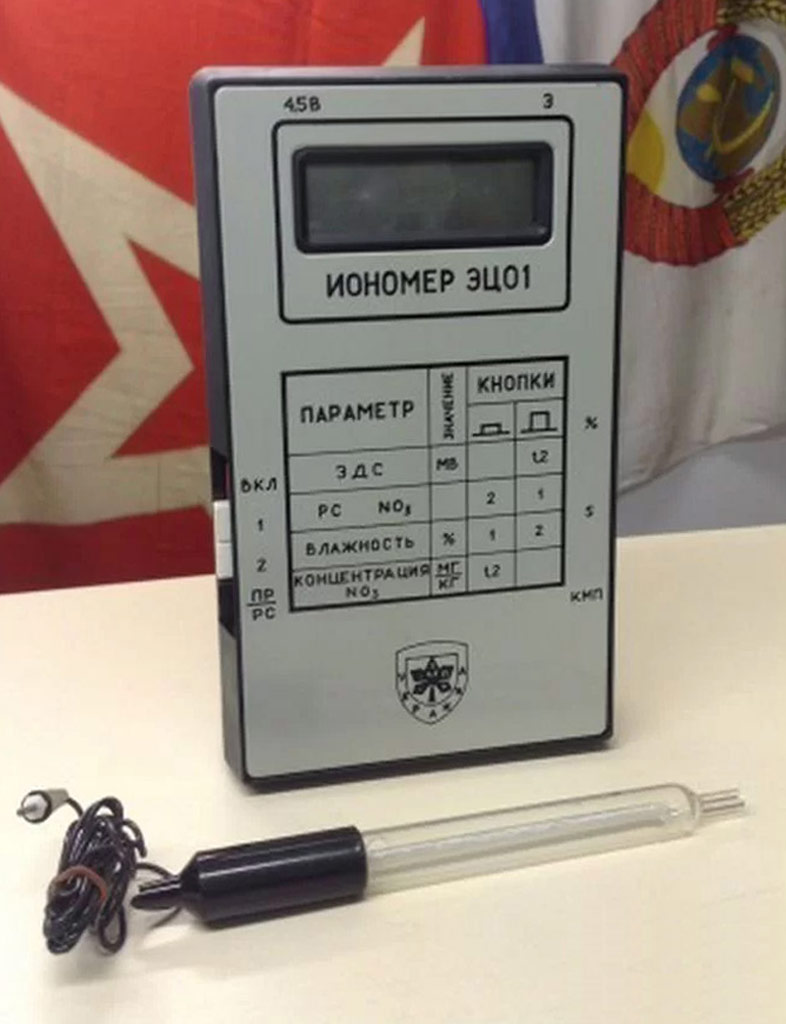 4,5В З
ИОНОМЕР ЭЦ01
ПАРАМЕТР ЗНАЧЕНИЕ КНОПКИ
%
ЭДС МВ 1,2
ВКЛ
РС NO₃ 2 1
1 S
ВЛАЖНОСТЬ % 1 2
2
КОНЦЕНТРАЦИЯ NO₃ МГ/КГ 1,2
ПР/РС КМП